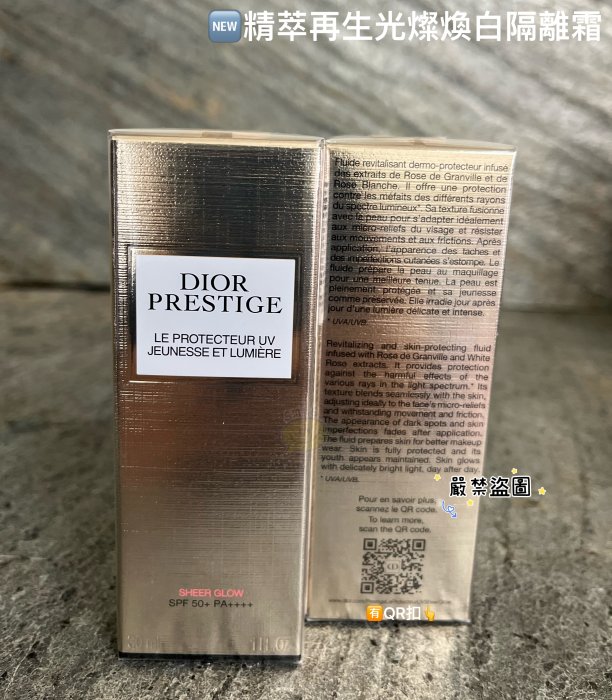 NEW 精萃再生光燦煥白隔離霜
DIOR
PRESTIGE
LE PROTECTEUR UV
JEUNESSE ET LUMIÈRE
SHEER GLOW
SPF 50+ PA++++
1 FL OZ
Fluide revitalisant dermo-protecteur infusé
des extraits de Rose de Granville et de
Rose Blanche. Il offre une protection
contre les méfaits des différents rayons
du spectre lumineux*. Sa texture fusionne
avec la peau pour s'adapter idéalement
aux micro-reliefs du visage et résister
aux mouvements et aux frictions. Après
application, l'apparence des taches et
des imperfections cutanées s'estompe. Le
fluide prépare la peau au maquillage
pour une meilleure tenue. La peau est
pleinement protégée et sa jeunesse
comme préservée. Elle irradie jour après
jour d'une lumière délicate et intense.
* UVA/UVB.
Revitalizing and skin-protecting fluid
infused with Rose de Granville and White
Rose extracts. It provides protection
against the harmful effects of the
various rays in the light spectrum.* Its
texture blends seamlessly with the skin,
adjusting ideally to the face's micro-reliefs
and withstanding movement and friction.
The appearance of dark spots and skin
imperfections fades after application.
The fluid prepares skin for better makeup
wear. Skin is fully protected and its
youth appears maintained. Skin glows
with delicately bright light, day after day.
* UVA/UVB.
嚴禁盜圖
Pour en savoir plus,
scannez le QR code.
To learn more,
scan the QR code.
有QR扣